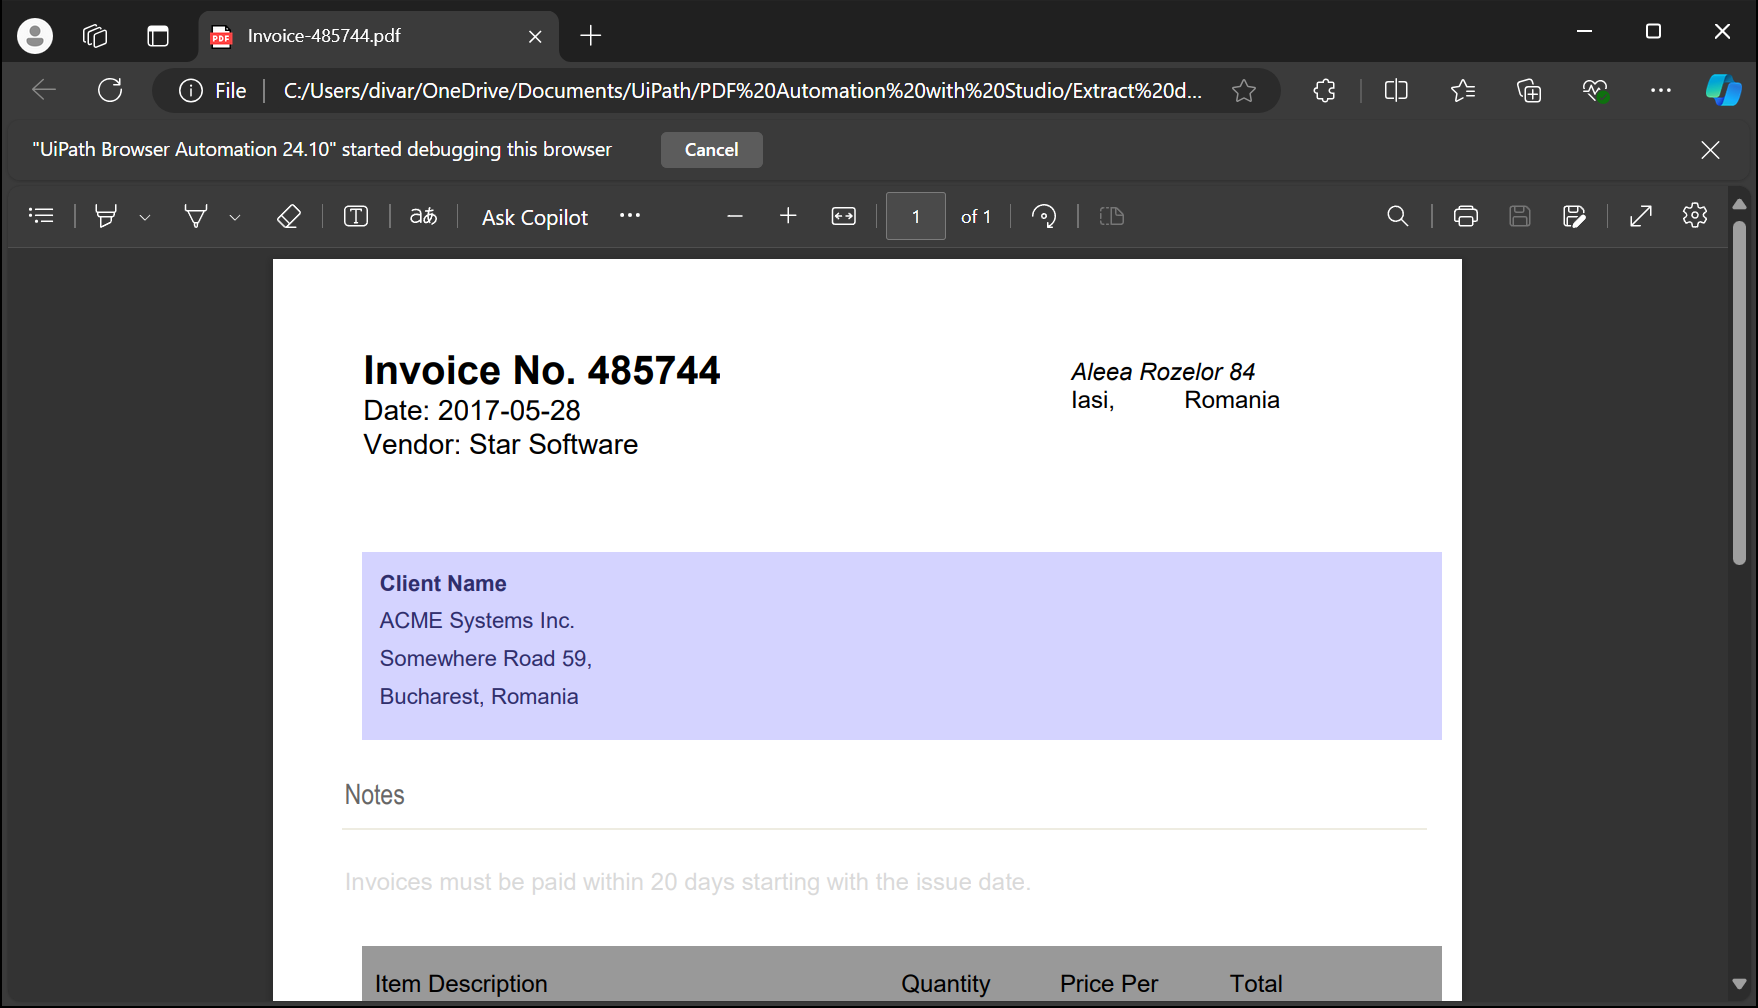 Invoice-485744.pdf
File
C:/Users/divar/OneDrive/Documents/UiPath/PDF%20Automation%20with%20Studio/Extract%20d...
"UiPath Browser Automation 24.10" started debugging this browser
Cancel
aあ
Ask Copilot
1 of 1
Invoice No. 485744
Date: 2017-05-28
Vendor: Star Software
Aleea Rozelor 84
Iasi, Romania
Client Name
ACME Systems Inc.
Somewhere Road 59,
Bucharest, Romania
Notes
Invoices must be paid within 20 days starting with the issue date.
Item Description Quantity Price Per Total